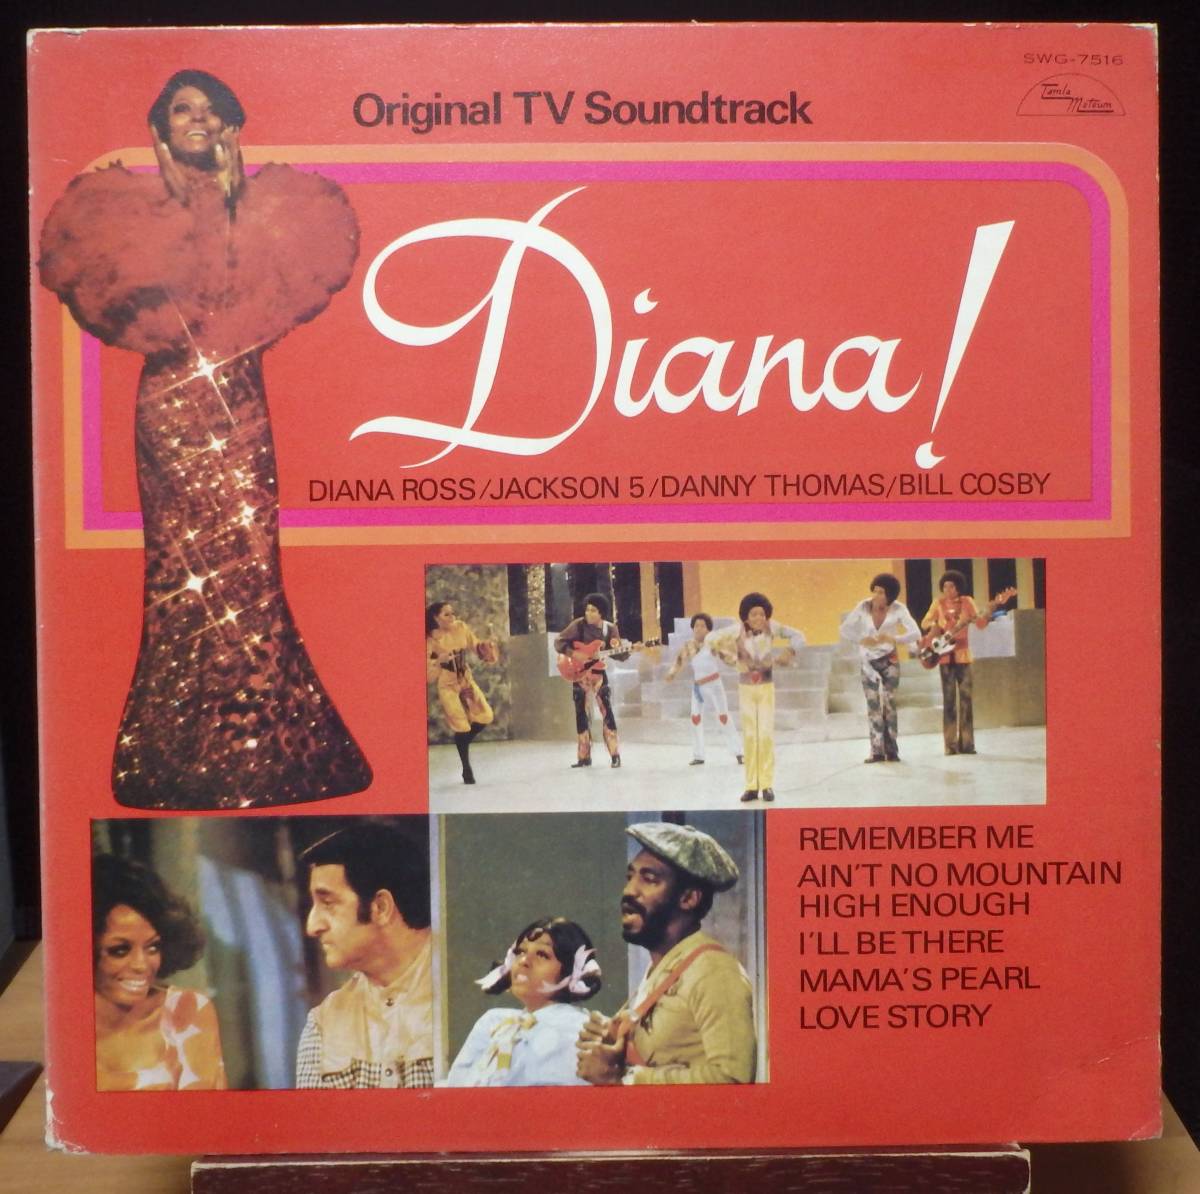 SWG-7516
Tamla
Motown
Original TV Soundtrack
Diana!
DIANA ROSS/JACKSON 5/DANNY THOMAS/BILL COSBY
REMEMBER ME
AIN'T NO MOUNTAIN
HIGH ENOUGH
I'LL BE THERE
MAMA'S PEARL
LOVE STORY